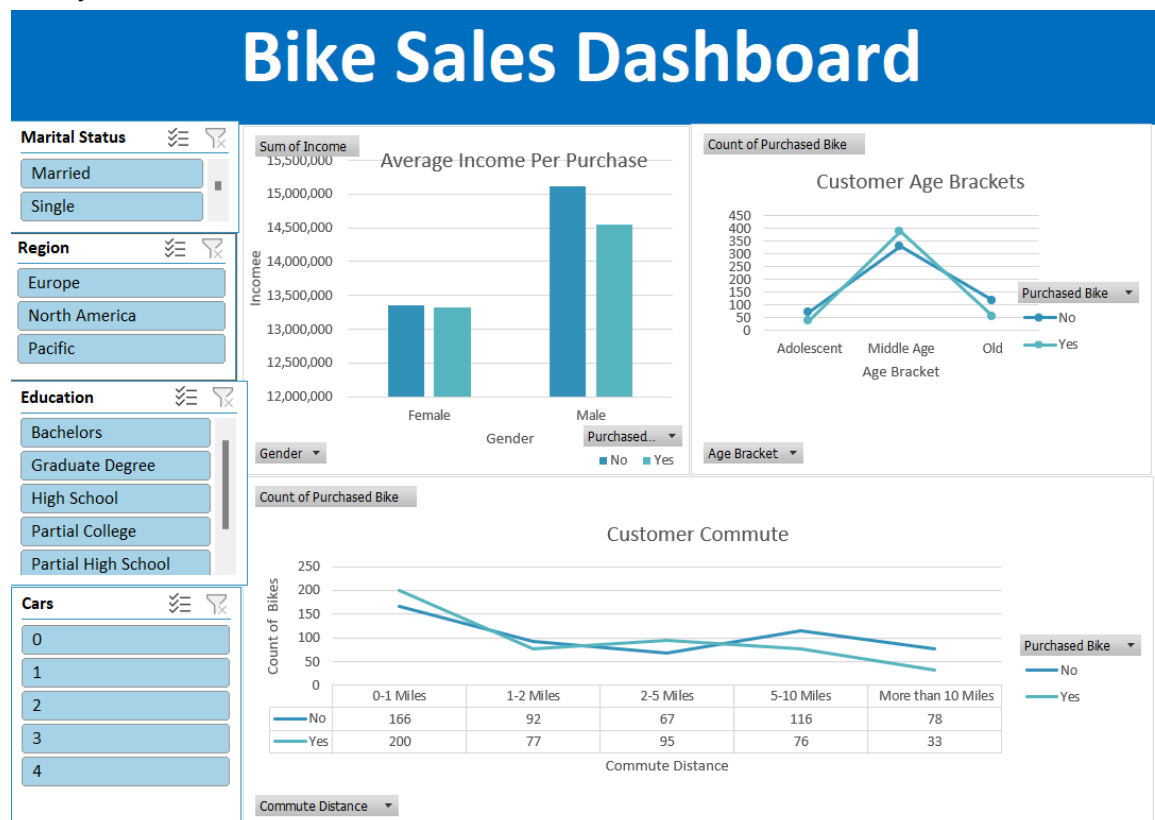 Bike Sales Dashboard
Marital Status
Married
Single
Region
Europe
North America
Pacific
Education
Bachelors
Graduate Degree
High School
Partial College
Partial High School
Cars
0
1
2
3
4
Sum of Income
Average Income Per Purchase
15,500,000
15,000,000
14,500,000
14,000,000
13,500,000
13,000,000
12,500,000
12,000,000
Incomee
Female Male
Gender
Purchased...
No Yes
Gender
Count of Purchased Bike
Customer Age Brackets
450
400
350
300
250
200
150
100
50
0
Adolescent Middle Age Old
Age Bracket
Purchased Bike
No
Yes
Age Bracket
Count of Purchased Bike
Customer Commute
250
200
150
100
50
0
Count of Bikes
0-1 Miles 1-2 Miles 2-5 Miles 5-10 Miles More than 10 Miles
No 166 92 67 116 78
Yes 200 77 95 76 33
Commute Distance
Purchased Bike
No
Yes
Commute Distance